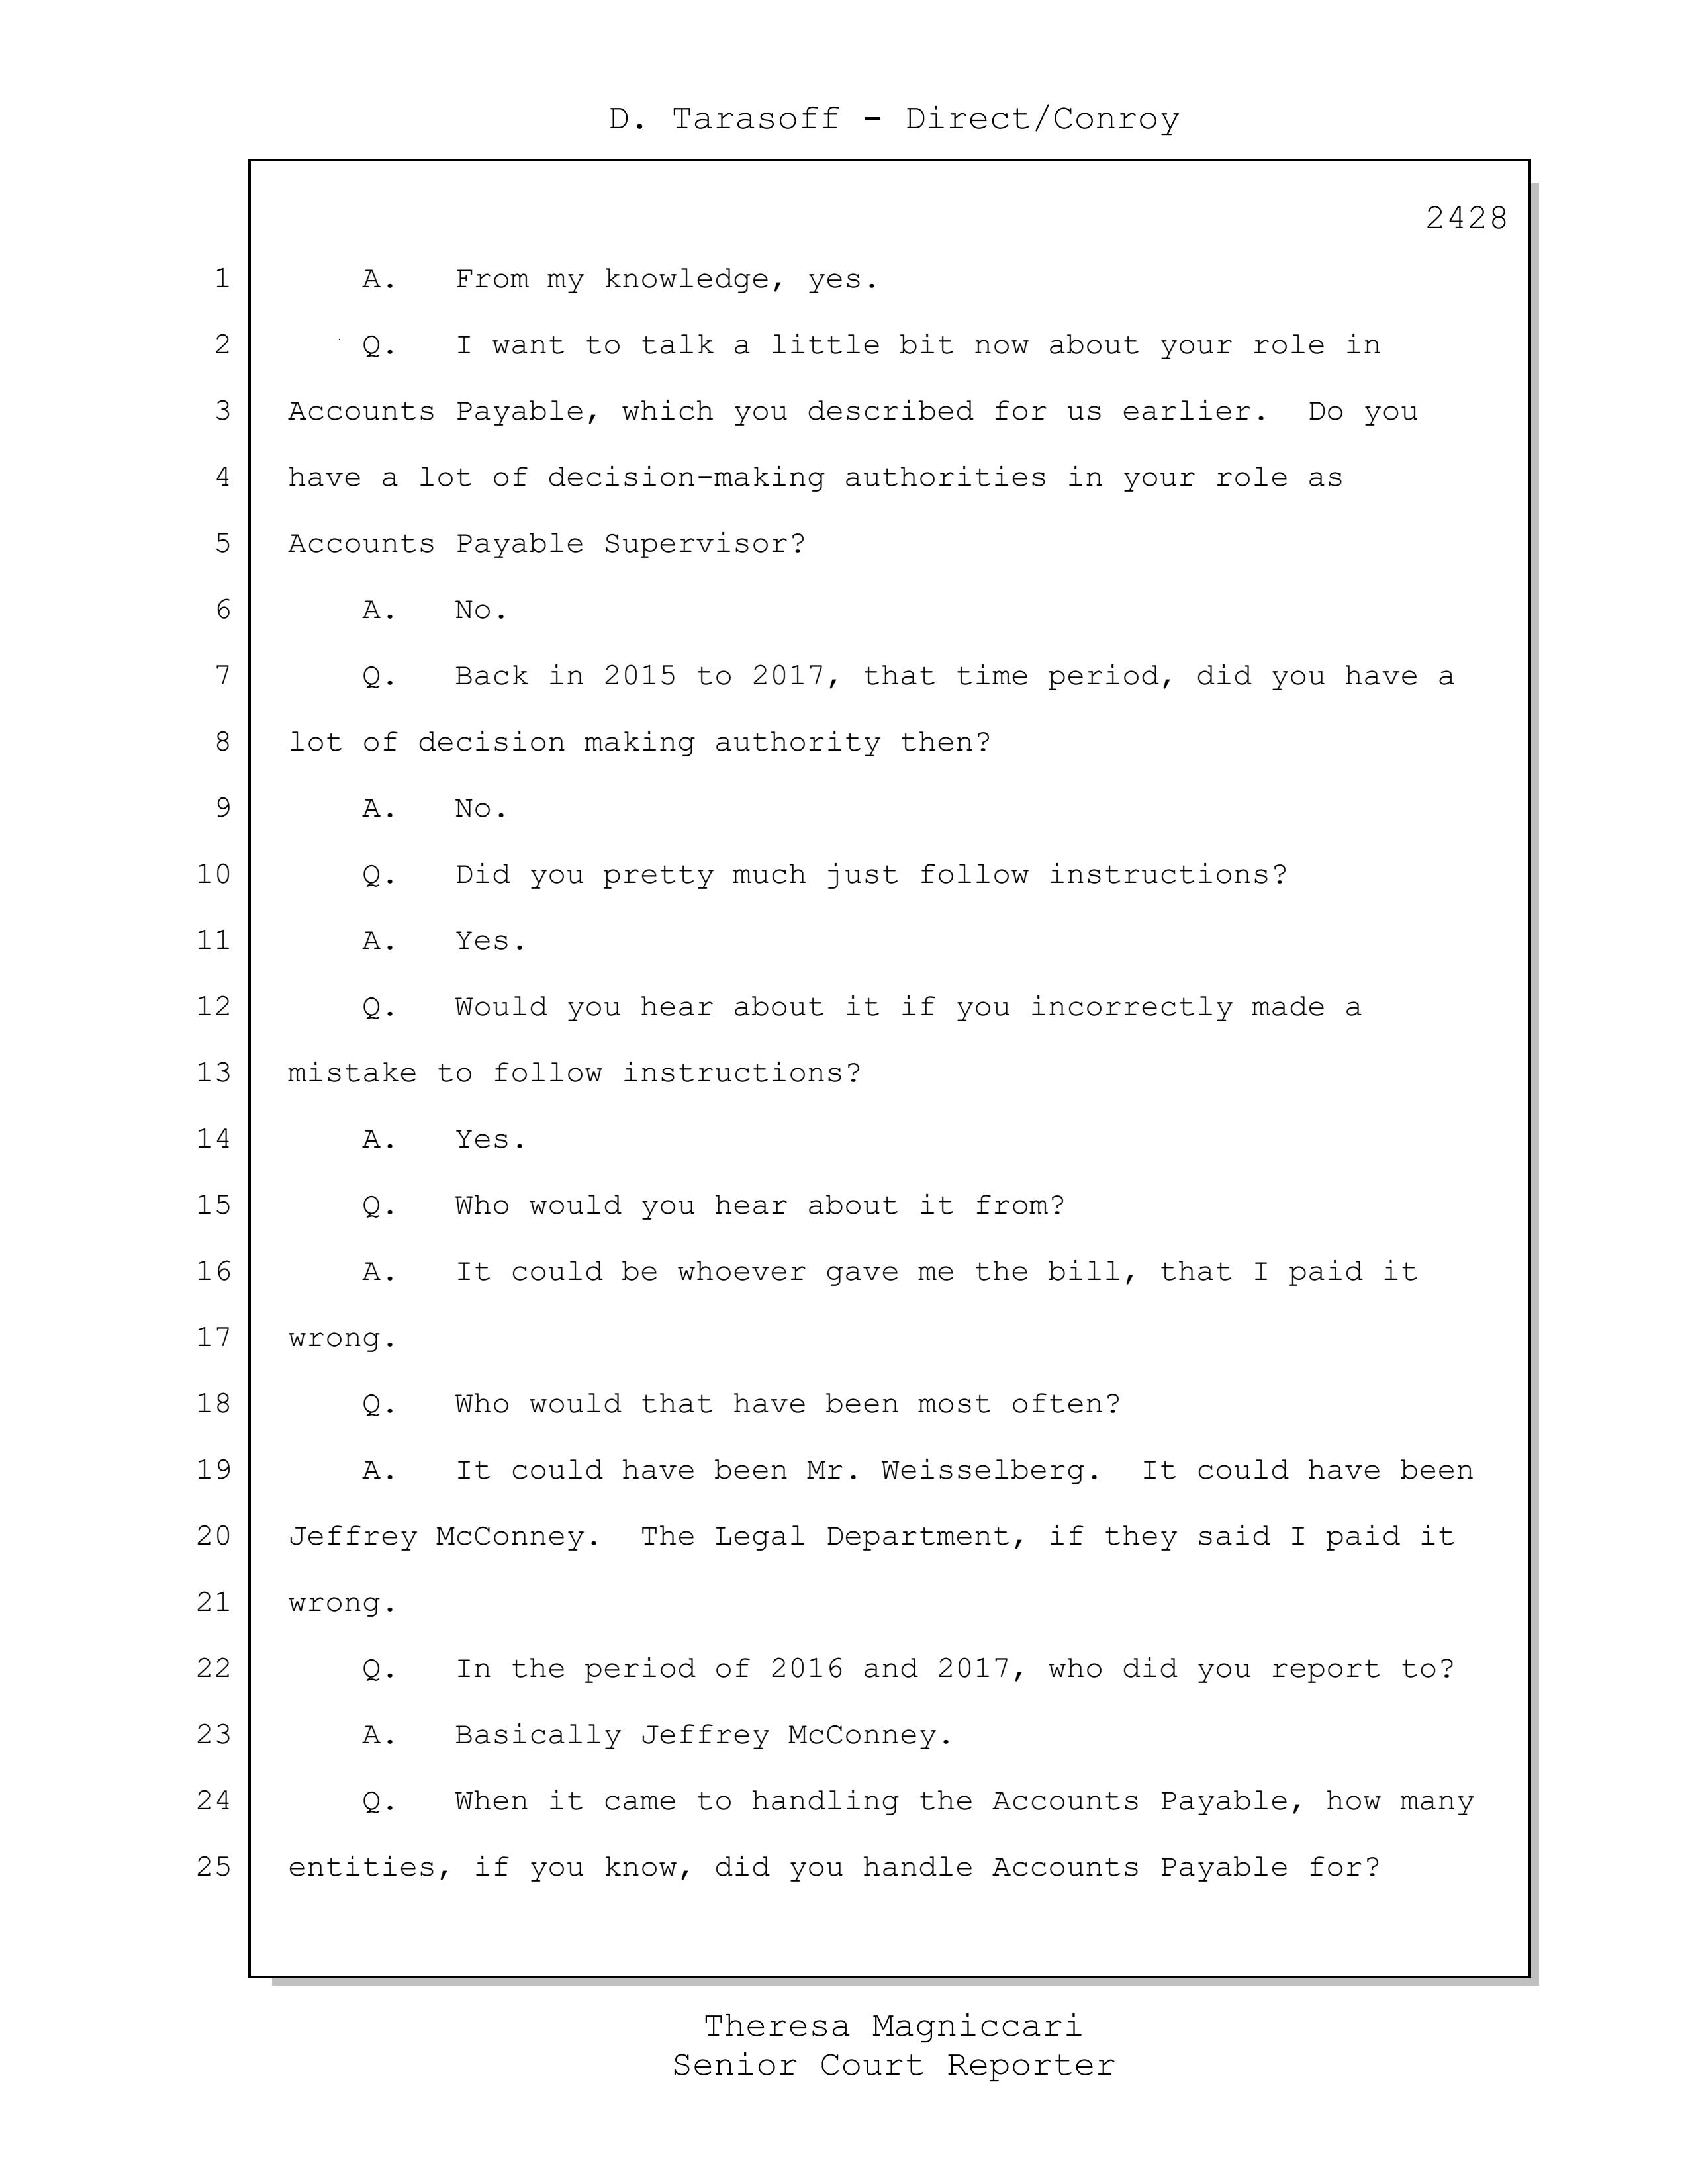 D. Tarasoff - Direct/Conroy
2428
1 A. From my knowledge, yes.
2 Q. I want to talk a little bit now about your role in
3 Accounts Payable, which you described for us earlier. Do you
4 have a lot of decision-making authorities in your role as
5 Accounts Payable Supervisor?
6 A. No.
7 Q. Back in 2015 to 2017, that time period, did you have a
8 lot of decision making authority then?
9 A. No.
10 Q. Did you pretty much just follow instructions?
11 A. Yes.
12 Q. Would you hear about it if you incorrectly made a
13 mistake to follow instructions?
14 A. Yes.
15 Q. Who would you hear about it from?
16 A. It could be whoever gave me the bill, that I paid it
17 wrong.
18 Q. Who would that have been most often?
19 A. It could have been Mr. Weisselberg. It could have been
20 Jeffrey McConney. The Legal Department, if they said I paid it
21 wrong.
22 Q. In the period of 2016 and 2017, who did you report to?
23 A. Basically Jeffrey McConney.
24 Q. When it came to handling the Accounts Payable, how many
25 entities, if you know, did you handle Accounts Payable for?
Theresa Magniccari
Senior Court Reporter